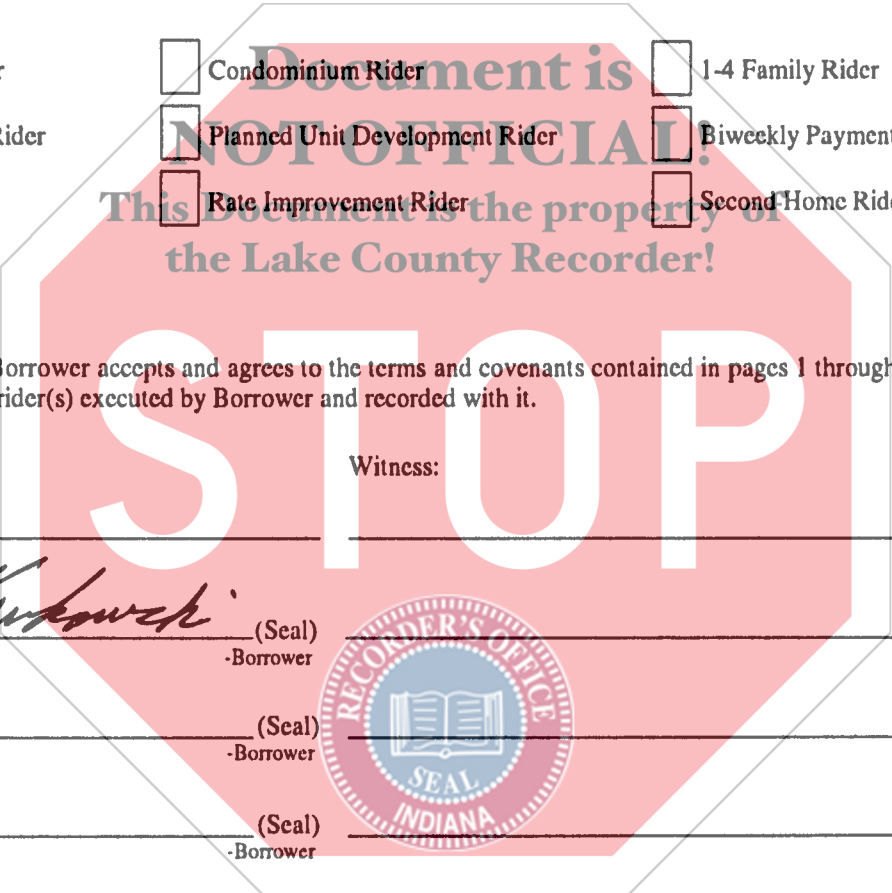 Document is
NOT OFFICIAL!
This Document is the property of
the Lake County Recorder!
STOP
r Condominium Rider 1-4 Family Rider
Rider Planned Unit Development Rider Biweekly Payment
Rate Improvement Rider Second Home Ride
Borrower accepts and agrees to the terms and covenants contained in pages 1 through
rider(s) executed by Borrower and recorded with it.
Witness:
(Seal)
-Borrower
(Seal)
-Borrower
(Seal)
-Borrower
RECORDER'S OFFICE
SEAL
INDIANA